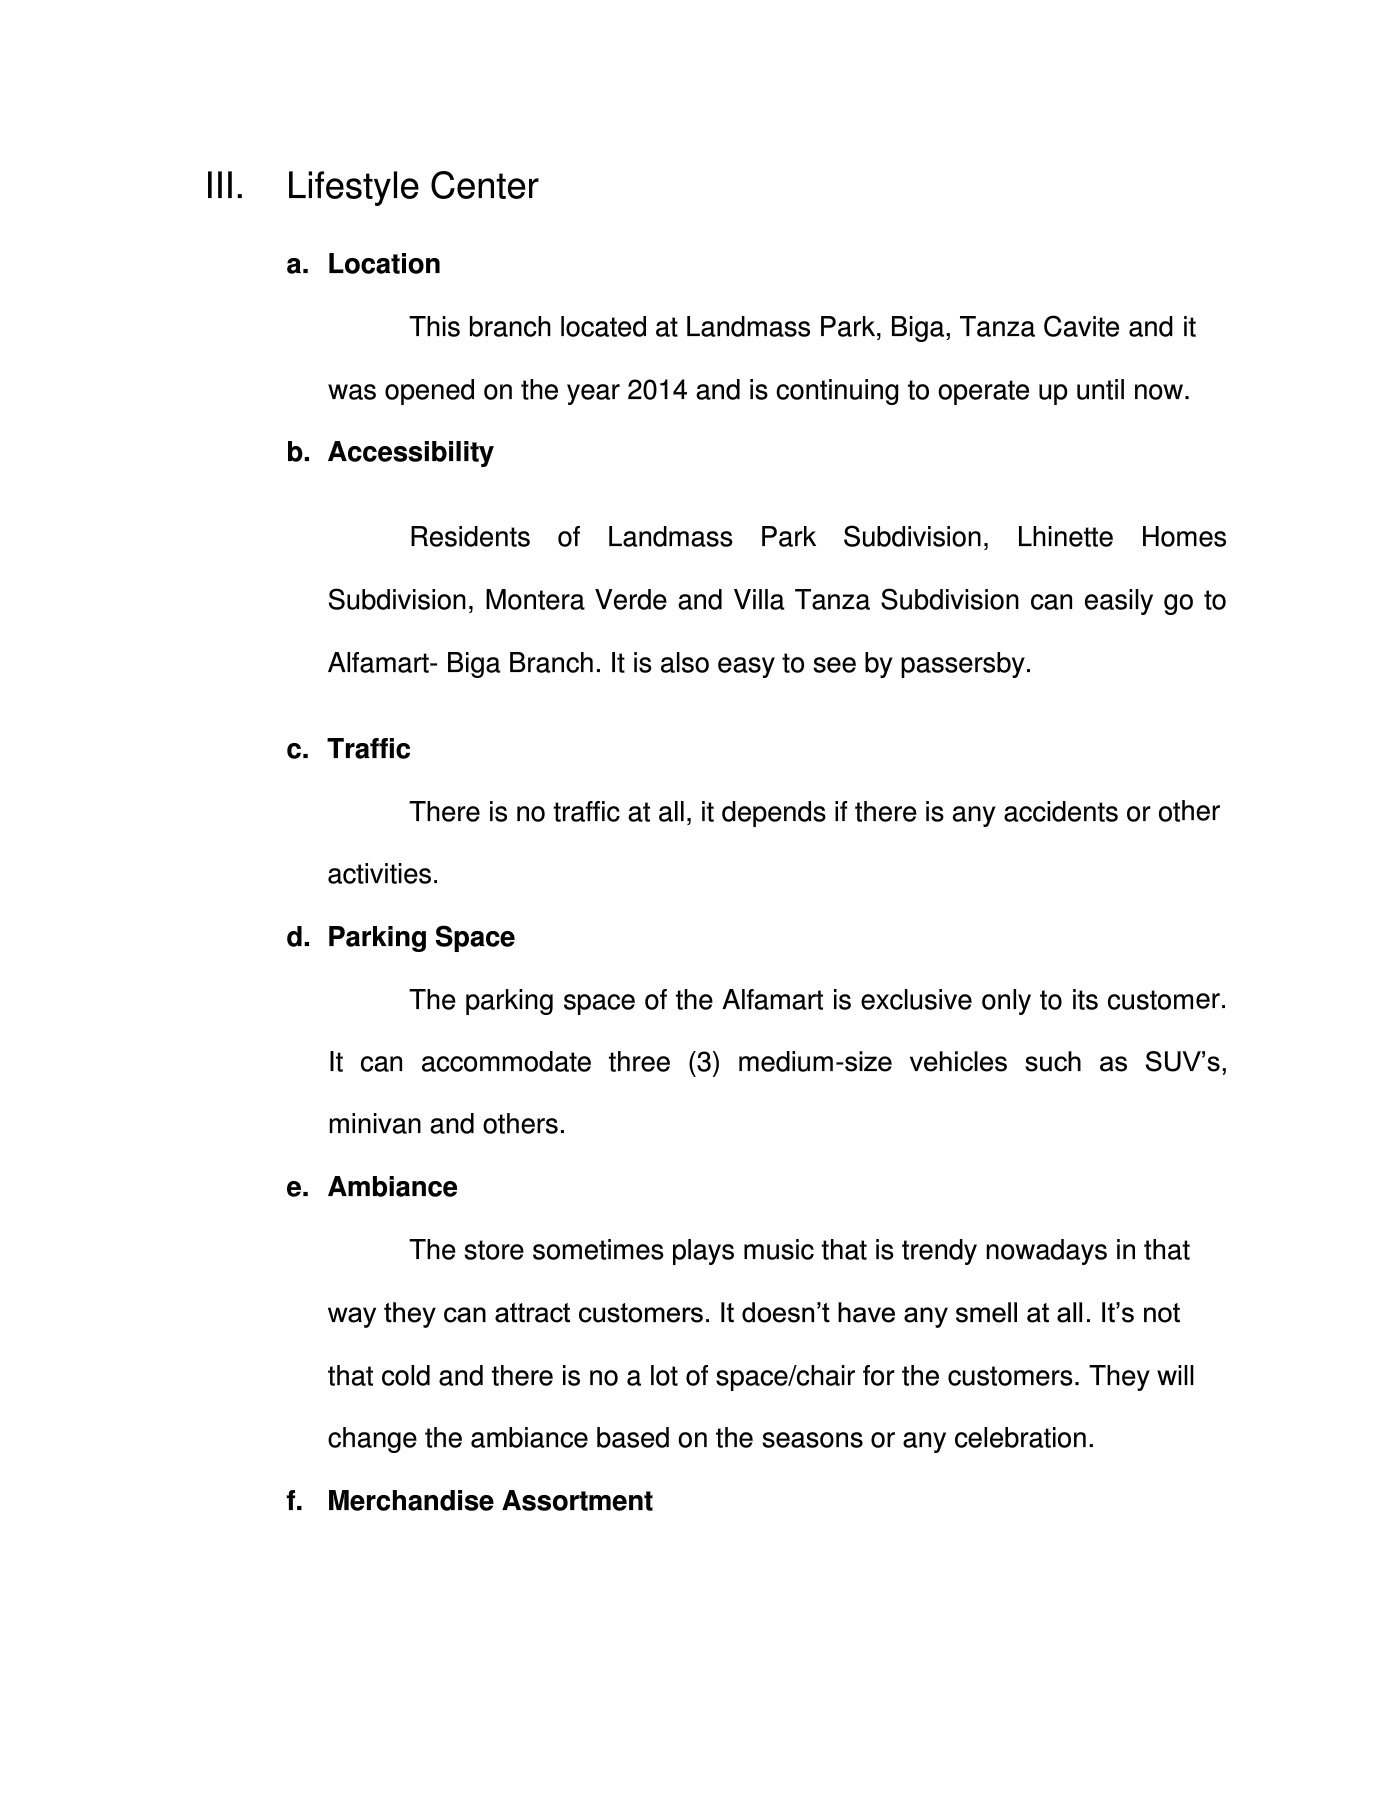 III. Lifestyle Center
a. Location
This branch located at Landmass Park, Biga, Tanza Cavite and it
was opened on the year 2014 and is continuing to operate up until now.
b. Accessibility
Residents of Landmass Park Subdivision, Lhinette Homes
Subdivision, Montera Verde and Villa Tanza Subdivision can easily go to
Alfamart- Biga Branch. It is also easy to see by passersby.
c. Traffic
There is no traffic at all, it depends if there is any accidents or other
activities.
d. Parking Space
The parking space of the Alfamart is exclusive only to its customer.
It can accommodate three (3) medium-size vehicles such as SUV’s,
minivan and others.
e. Ambiance
The store sometimes plays music that is trendy nowadays in that
way they can attract customers. It doesn’t have any smell at all. It’s not
that cold and there is no a lot of space/chair for the customers. They will
change the ambiance based on the seasons or any celebration.
f. Merchandise Assortment